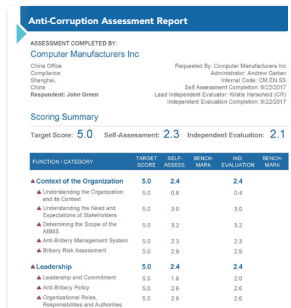 Anti-Corruption Assessment Report
ASSESSMENT COMPLETED BY:
Computer Manufacturers Inc
China Office
Compliance
Shanghai,
China
Respondent: John Green
Requested By: Computer Manufacturers Inc
Administrator: Andrew Garber
Internal Code: CM.EN.SS
Self Assessment Completion: 9/22/2017
Lead Independent Evaluator: Kristie Harscheid (CR)
Independent Evaluation Completion: 9/22/2017
Scoring Summary
Target Score: 5.0 Self-Assessment: 2.3 Independent Evaluation: 2.1
FUNCTION / CATEGORY TARGET SCORE SELF-ASSESS. BENCH-MARK IND. EVALUATION BENCH-MARK
Context of the Organization 5.0 2.4 2.4
Understanding the Organization and its Context 5.0 0.6 0.4
Understanding the Need and Expectations of Stakeholders 5.0 3.0 3.0
Determining the Scope of the ABMS 5.0 3.2 3.2
Anti-Bribery Management System 5.0 2.3 2.3
Bribery Risk Assessment 5.0 2.9 2.9
Leadership 5.0 2.4 2.4
Leadership and Commitment 5.0 1.8 2.0
Anti-Bribery Policy 5.0 2.6 2.6
Organizational Roles, Responsibilities and Authorities 5.0 2.8 2.6